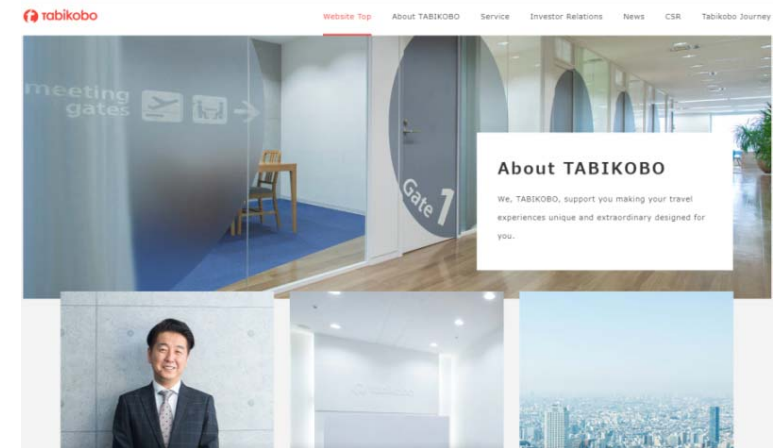 Tabikobo
Website Top About TABIKOBO Service Investor Relations News CSR Tabikobo Journey
meeting
gates
Gate 1
About TABIKOBO
We, TABIKOBO, support you making your travel
experiences unique and extraordinary designed for
you.